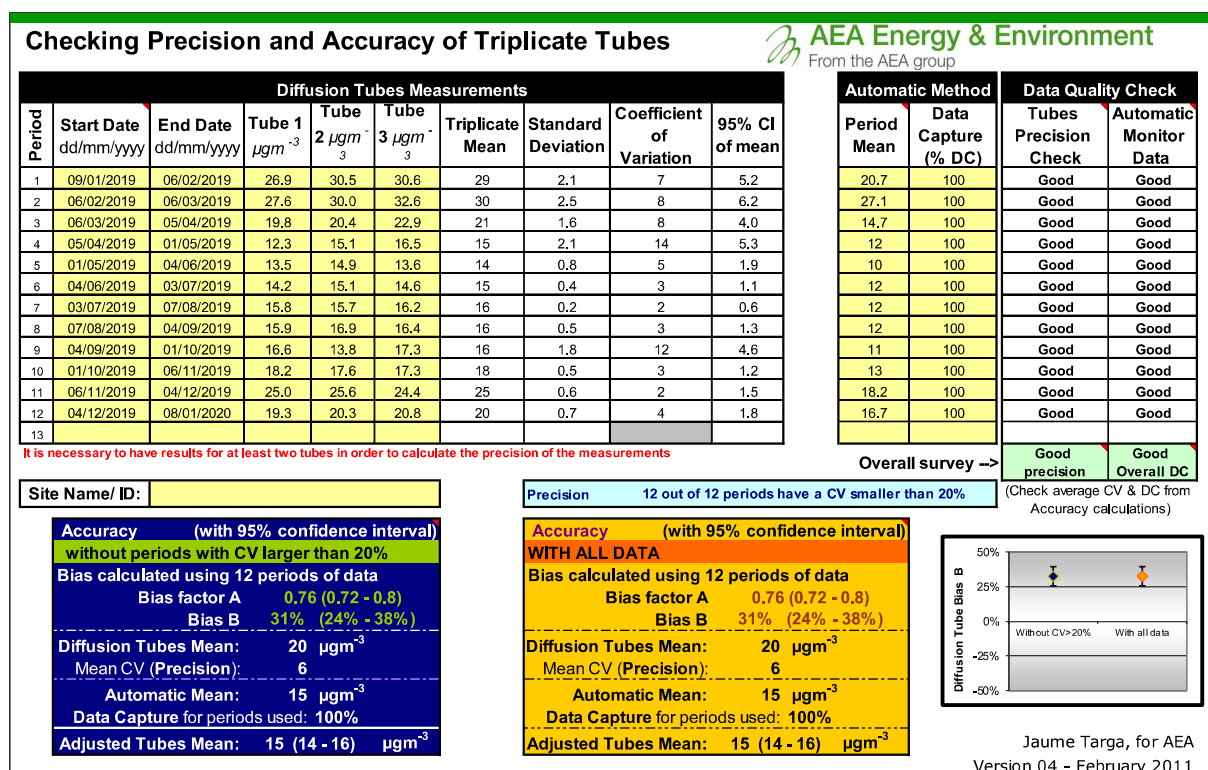 Checking Precision and Accuracy of Triplicate Tubes
AEA Energy & Environment
From the AEA group
Diffusion Tubes Measurements
Automatic Method
Data Quality Check
Period
Start Date dd/mm/yyyy
End Date dd/mm/yyyy
Tube 1 µgm -3
Tube 2 µgm - 3
Tube 3 µgm - 3
Triplicate Mean
Standard Deviation
Coefficient of Variation
95% CI of mean
Period Mean
Data Capture (% DC)
Tubes Precision Check
Automatic Monitor Data
1 09/01/2019 06/02/2019 26.9 30.5 30.6 29 2.1 7 5.2 20.7 100 Good Good
2 06/02/2019 06/03/2019 27.6 30.0 32.6 30 2.5 8 6.2 27.1 100 Good Good
3 06/03/2019 05/04/2019 19.8 20.4 22.9 21 1.6 8 4.0 14.7 100 Good Good
4 05/04/2019 01/05/2019 12.3 15.1 16.5 15 2.1 14 5.3 12 100 Good Good
5 01/05/2019 04/06/2019 13.5 14.9 13.6 14 0.8 5 1.9 10 100 Good Good
6 04/06/2019 03/07/2019 14.2 15.1 14.6 15 0.4 3 1.1 12 100 Good Good
7 03/07/2019 07/08/2019 15.8 15.7 16.2 16 0.2 2 0.6 12 100 Good Good
8 07/08/2019 04/09/2019 15.9 16.9 16.4 16 0.5 3 1.3 12 100 Good Good
9 04/09/2019 01/10/2019 16.6 13.8 17.3 16 1.8 12 4.6 11 100 Good Good
10 01/10/2019 06/11/2019 18.2 17.6 17.3 18 0.5 3 1.2 13 100 Good Good
11 06/11/2019 04/12/2019 25.0 25.6 24.4 25 0.6 2 1.5 18.2 100 Good Good
12 04/12/2019 08/01/2020 19.3 20.3 20.8 20 0.7 4 1.8 16.7 100 Good Good
13
It is necessary to have results for at least two tubes in order to calculate the precision of the measurements
Overall survey --> Good precision Good Overall DC
(Check average CV & DC from Accuracy calculations)
Site Name/ ID:
Precision 12 out of 12 periods have a CV smaller than 20%
Accuracy (with 95% confidence interval)
without periods with CV larger than 20%
Bias calculated using 12 periods of data
Bias factor A 0.76 (0.72 - 0.8)
Bias B 31% (24% - 38%)
Diffusion Tubes Mean: 20 µgm-3
Mean CV (Precision): 6
Automatic Mean: 15 µgm-3
Data Capture for periods used: 100%
Adjusted Tubes Mean: 15 (14 - 16) µgm-3
Accuracy (with 95% confidence interval)
WITH ALL DATA
Bias calculated using 12 periods of data
Bias factor A 0.76 (0.72 - 0.8)
Bias B 31% (24% - 38%)
Diffusion Tubes Mean: 20 µgm-3
Mean CV (Precision): 6
Automatic Mean: 15 µgm-3
Data Capture for periods used: 100%
Adjusted Tubes Mean: 15 (14 - 16) µgm-3
Diffusion Tube Bias B
50%
25%
0%
-25%
-50%
Without CV>20%
With all data
Jaume Targa, for AEA
Version 04 - February 2011